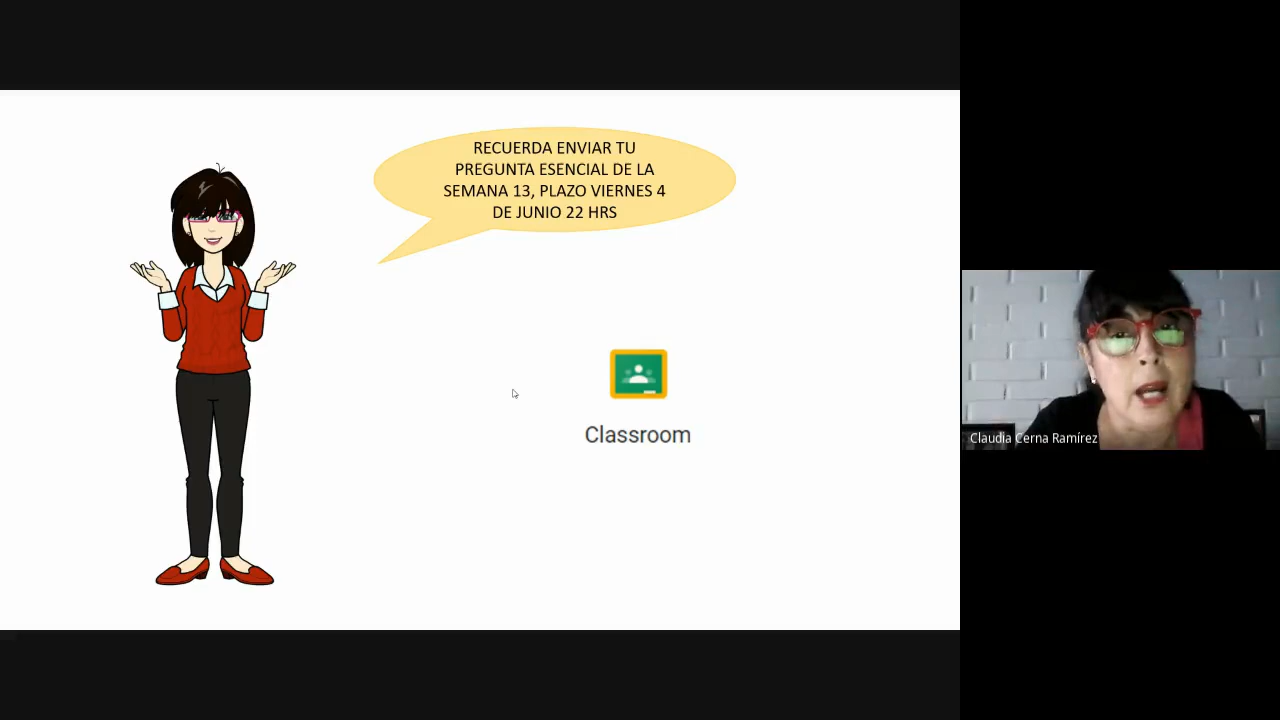 RECUERDA ENVIAR TU
PREGUNTA ESENCIAL DE LA
SEMANA 13, PLAZO VIERNES 4
DE JUNIO 22 HRS
Classroom
Claudia Cerna Ramírez